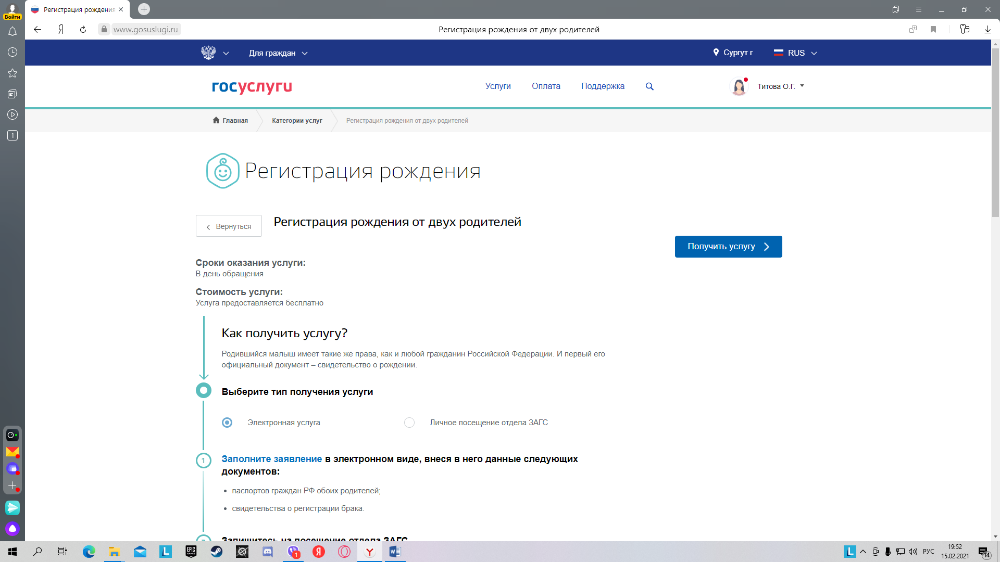 Регистрация рождения
Войти
www.gosuslugi.ru
Регистрация рождения от двух родителей
Для граждан
Сургут г
RUS
госуслуги
Услуги
Оплата
Поддержка
Титова О.Г.
Главная
Категории услуг
Регистрация рождения от двух родителей
1
Регистрация рождения
Вернуться
Регистрация рождения от двух родителей
Получить услугу
Сроки оказания услуги:
В день обращения
Стоимость услуги:
Услуга предоставляется бесплатно
Как получить услугу?
Родившийся малыш имеет такие же права, как и любой гражданин Российской Федерации. И первый его
официальный документ – свидетельство о рождении.
Выберите тип получения услуги
Электронная услуга
Личное посещение отдела ЗАГС
1
Заполните заявление в электронном виде, внеся в него данные следующих
документов:
• паспортов граждан РФ обоих родителей;
• свидетельства о регистрации брака.
Запишитесь на посещение отдела ЗАГС
L
EPIC
GAMES
1
Я
Y
W
L
РУС
19:52
15.02.2021
14